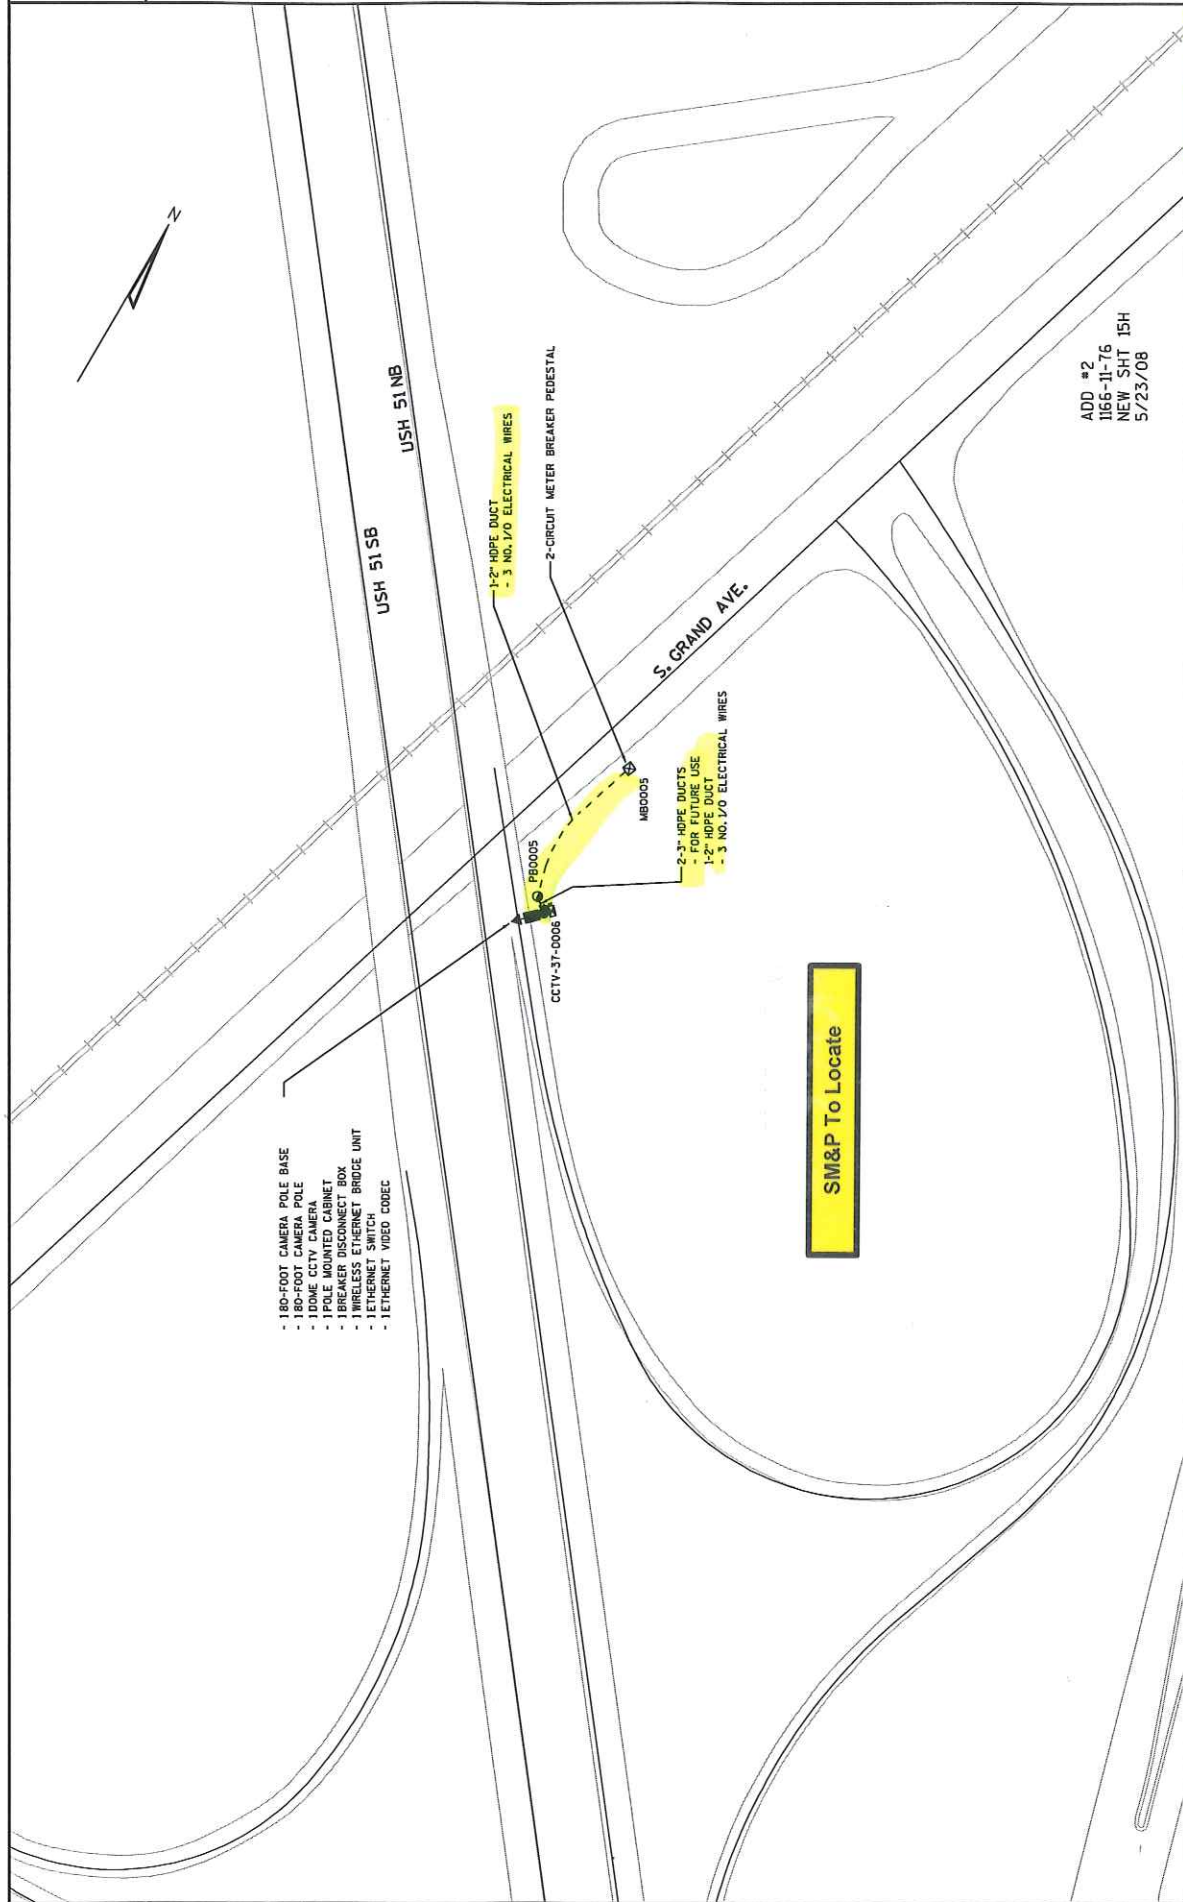 N
USH 51 SB
USH 51 NB
1-2" HDPE DUCT
- 3 NO. 1/0 ELECTRICAL WIRES
2-CIRCUIT METER BREAKER PEDESTAL
S. GRAND AVE.
MB0005
PB0005
CCTV-37-0006
2-3" HDPE DUCTS
- FOR FUTURE USE
1-2" HDPE DUCT
- 3 NO. 1/0 ELECTRICAL WIRES
- 1 80-FOOT CAMERA POLE BASE
- 1 80-FOOT CAMERA POLE
- 1 DOME CCTV CAMERA
- 1 POLE MOUNTED CABINET
- 1 BREAKER DISCONNECT BOX
- 1 WIRELESS ETHERNET BRIDGE UNIT
- 1 ETHERNET SWITCH
- 1 ETHERNET VIDEO CODEC
SM&P To Locate
ADD #2
1166-11-76
NEW SHT 15H
5/23/08